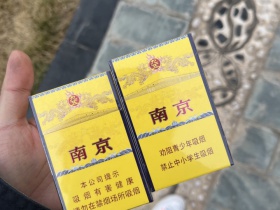 南京
本公司提示
吸烟有害健康
请勿在禁烟场所吸烟
南京
劝阻青少年吸烟
禁止中小学生吸烟